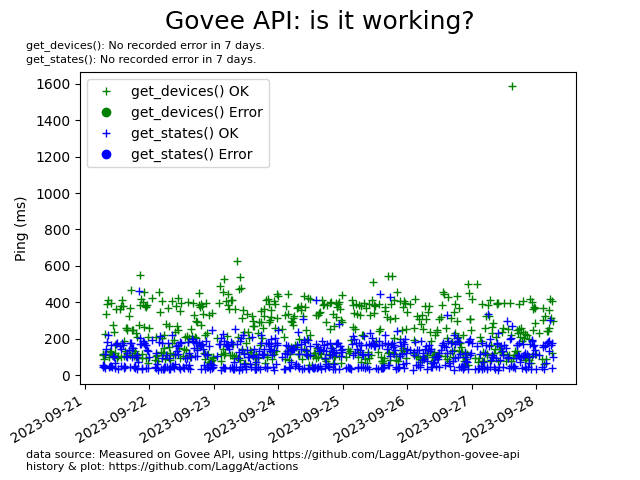 Govee API: is it working?
get_devices(): No recorded error in 7 days.
get_states(): No recorded error in 7 days.
get_devices() OK
get_devices() Error
get_states() OK
get_states() Error
Ping (ms)
1600
1400
1200
1000
800
600
400
200
0
2023-09-21
2023-09-22
2023-09-23
2023-09-24
2023-09-25
2023-09-26
2023-09-27
2023-09-28
data source: Measured on Govee API, using https://github.com/LaggAt/python-govee-api
history & plot: https://github.com/LaggAt/actions